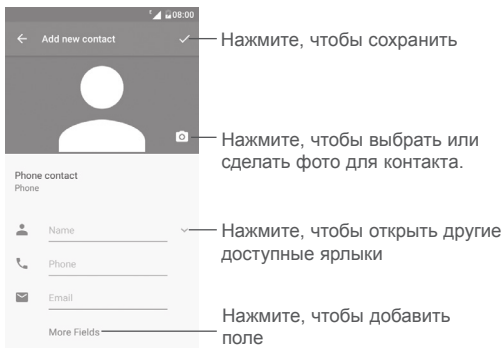 08:00
Add new contact
Нажмите, чтобы сохранить
Нажмите, чтобы выбрать или
сделать фото для контакта.
Phone contact
Phone
Name
Нажмите, чтобы открыть другие
доступные ярлыки
Phone
Email
More Fields
Нажмите, чтобы добавить
поле